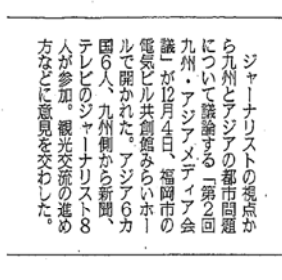 ジャーナリストの視点か
ら九州とアジアの都市問題
について議論する「第2回
九州・アジアメディア会
議」が12月4日、福岡市の
電気ビル共創館みらいホー
ルで開かれた。アジア6カ
国6人、九州側から新聞、
テレビのジャーナリスト8
人が参加。観光交流の進め
方などに意見を交わした。